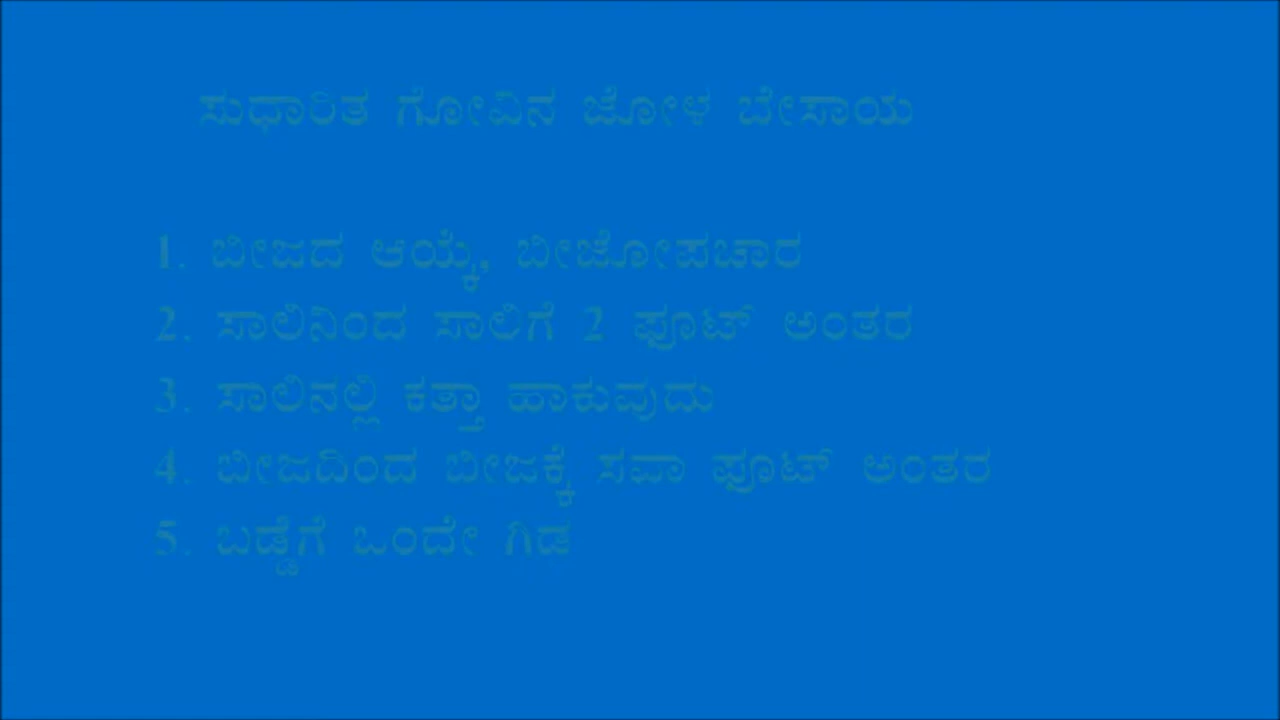 ಸುಧಾರಿತ ಗೋವಿನ ಜೋಳ ಬೇಸಾಯ
1. ಬೀಜದ ಆಯ್ಕೆ, ಬೀಜೋಪಚಾರ
2. ಸಾಲಿನಿಂದ ಸಾಲಿಗೆ 2 ಫೂಟ್ ಅಂತರ
3. ಸಾಲಿನಲ್ಲಿ ಕತ್ತಾ ಹಾಕುವುದು
4. ಬೀಜದಿಂದ ಬೀಜಕ್ಕೆ ಸವಾ ಫೂಟ್ ಅಂತರ
5. ಬಡ್ಡೆಗೆ ಒಂದೇ ಗಿಡ